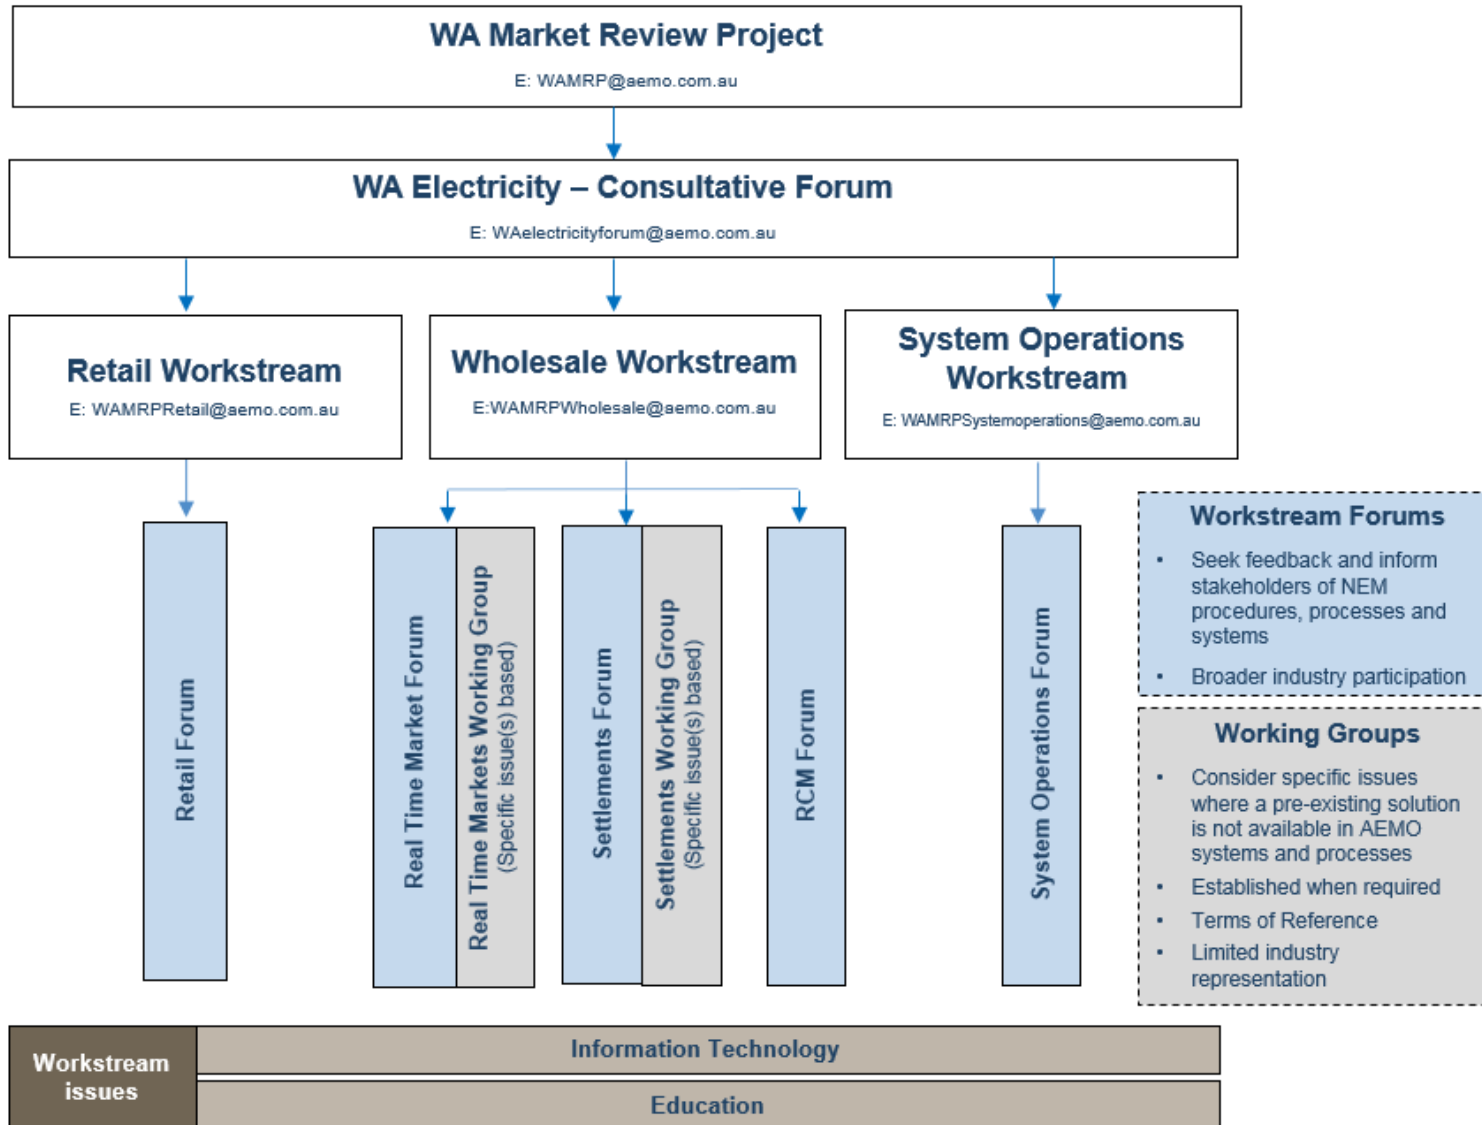 WA Market Review Project
E: WAMRP@aemo.com.au
WA Electricity – Consultative Forum
E: WAelectricityforum@aemo.com.au
Retail Workstream
E: WAMRPRetail@aemo.com.au
Wholesale Workstream
E:WAMRPWholesale@aemo.com.au
System Operations
Workstream
E: WAMRPSystemoperations@aemo.com.au
Retail Forum
Real Time Market Forum
Real Time Markets Working Group
(Specific issue(s) based)
Settlements Forum
Settlements Working Group
(Specific issue(s) based)
RCM Forum
System Operations Forum
Workstream Forums
• Seek feedback and inform
stakeholders of NEM
procedures, processes and
systems
• Broader industry participation
Working Groups
• Consider specific issues
where a pre-existing solution
is not available in AEMO
systems and processes
• Established when required
• Terms of Reference
• Limited industry
representation
Workstream
issues
Information Technology
Education